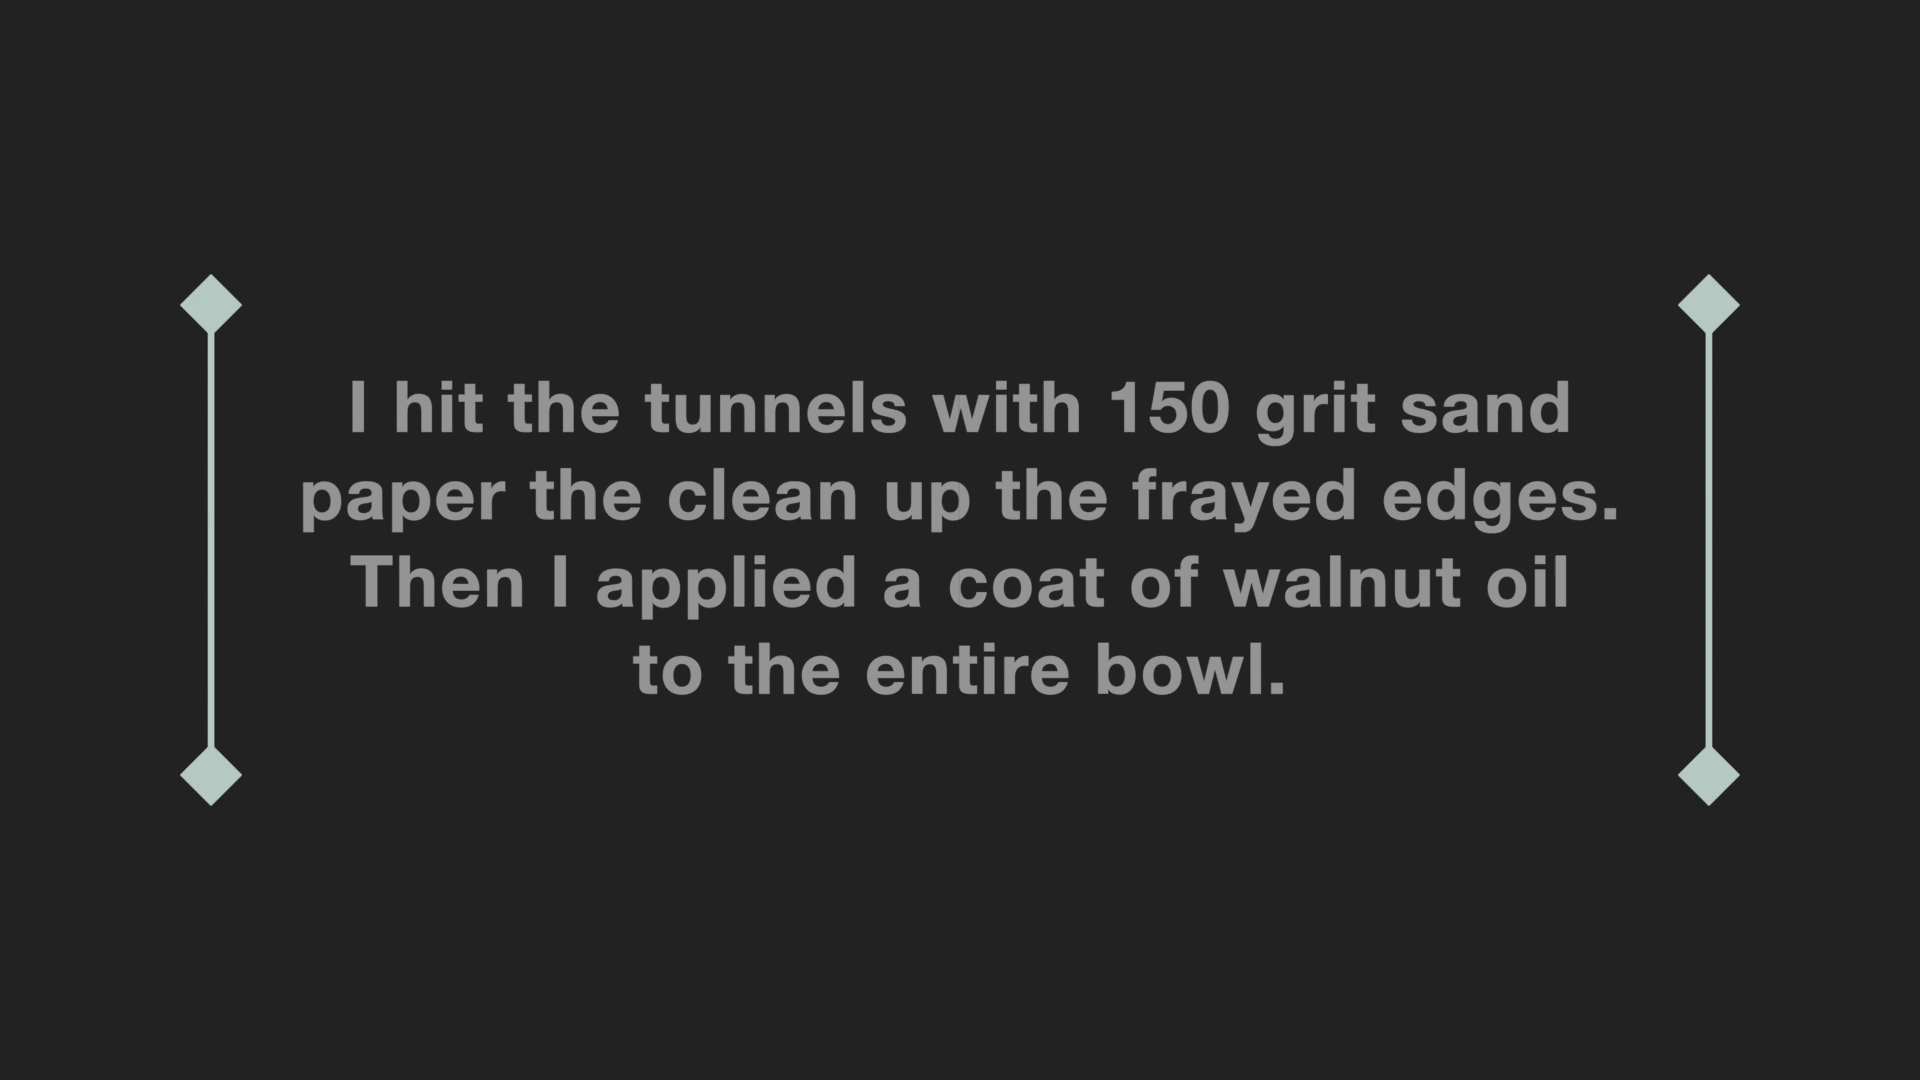 I hit the tunnels with 150 grit sand
paper the clean up the frayed edges.
Then I applied a coat of walnut oil
to the entire bowl.